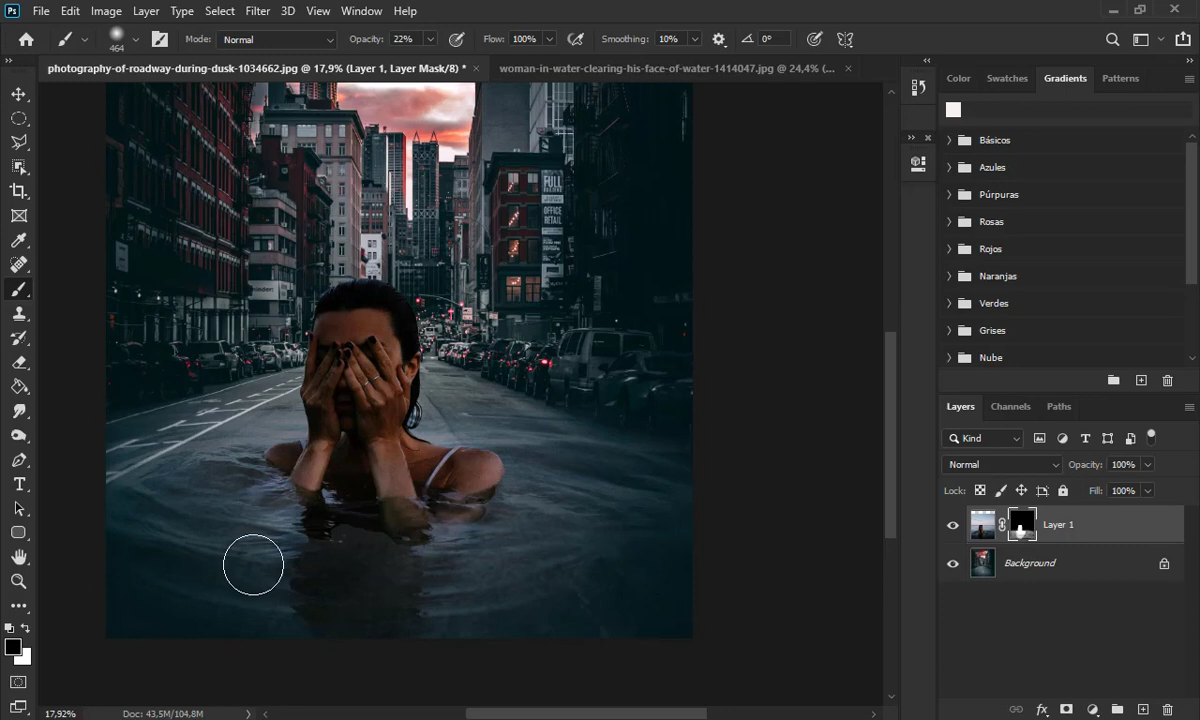 Ps File Edit Image Layer Type Select Filter 3D View Window Help
464 Mode: Normal Opacity: 22% Flow: 100% Smoothing: 10% 0°
photography-of-roadway-during-dusk-1034662.jpg @ 17,9% (Layer 1, Layer Mask/8) * × woman-in-water-clearing-his-face-of-water-1414047.jpg @ 24,4% (... ×
Color Swatches Gradients Patterns
Básicos
Azules
Púrpuras
Rosas
Rojos
Naranjas
Verdes
Grises
Nube
FULL
OFFICE
RETAIL
Layers Channels Paths
Kind
Normal Opacity: 100%
Lock: Fill: 100%
Layer 1
Background
17,92% Doc: 43,5M/104,8M
fx